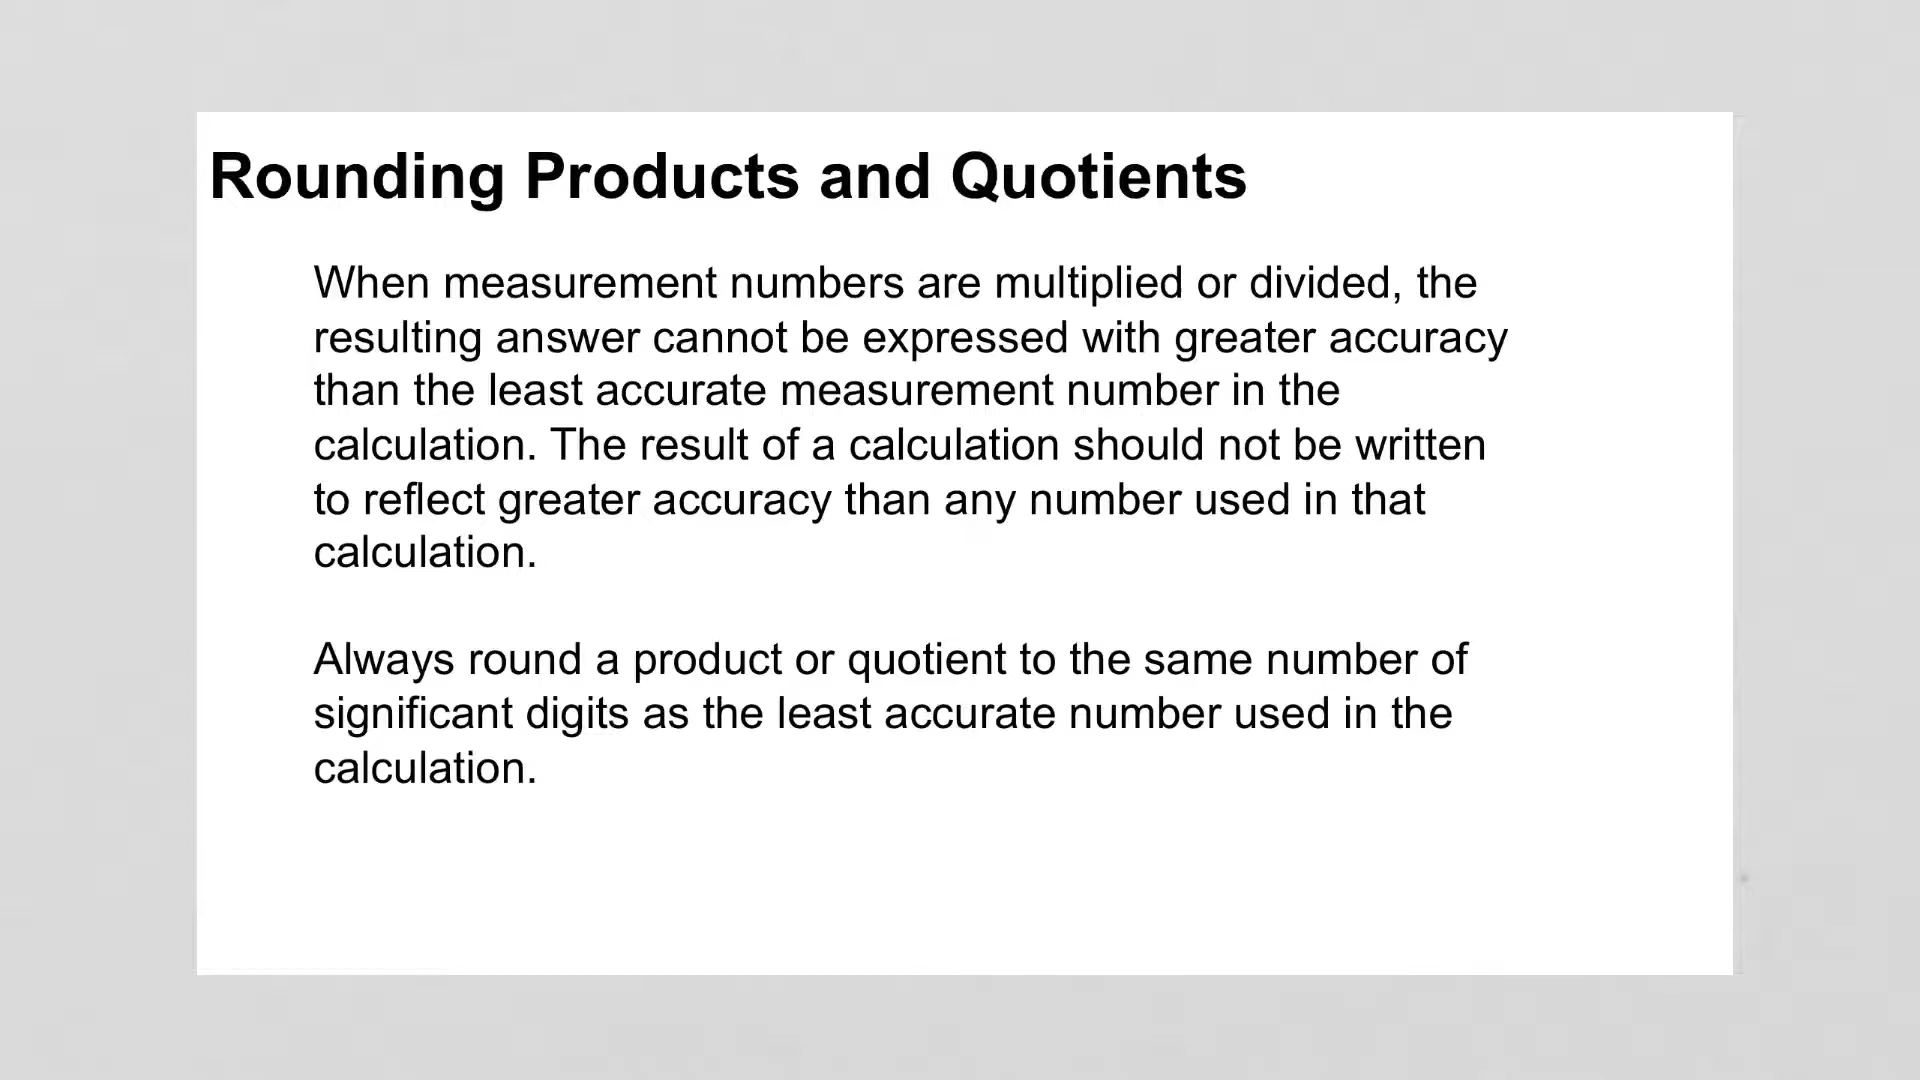 Rounding Products and Quotients
When measurement numbers are multiplied or divided, the
resulting answer cannot be expressed with greater accuracy
than the least accurate measurement number in the
calculation. The result of a calculation should not be written
to reflect greater accuracy than any number used in that
calculation.
Always round a product or quotient to the same number of
significant digits as the least accurate number used in the
calculation.